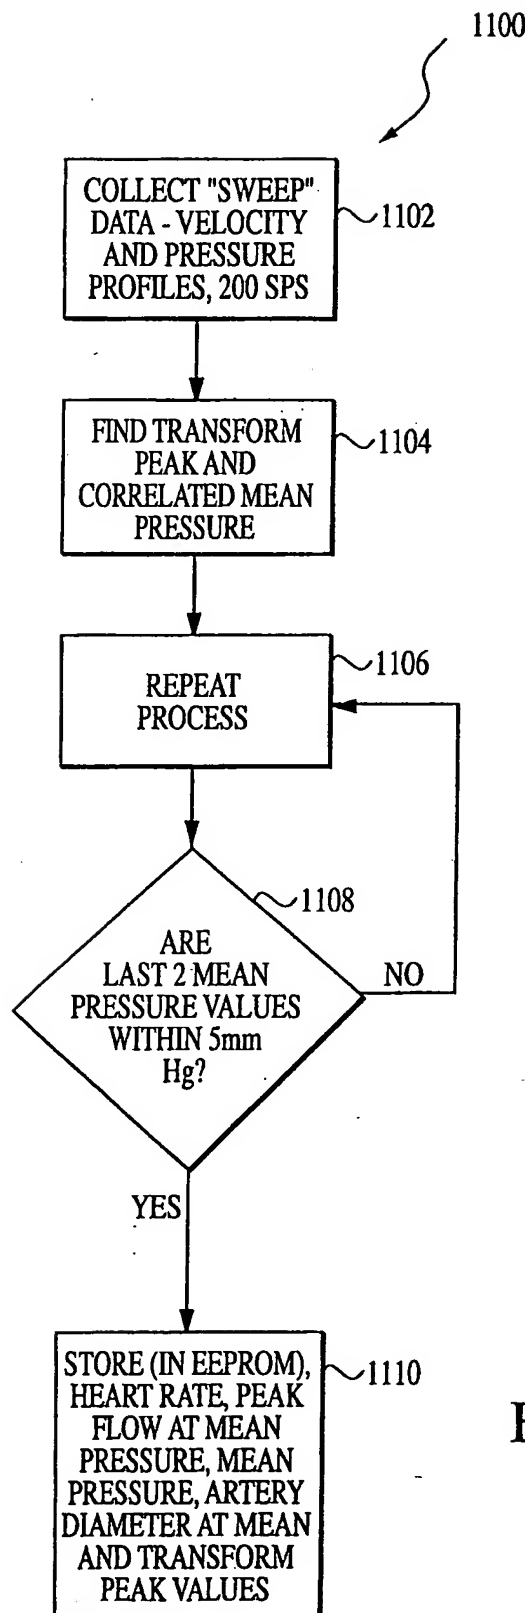 1100
COLLECT "SWEEP"
DATA - VELOCITY
AND PRESSURE
PROFILES, 200 SPS
1102
FIND TRANSFORM
PEAK AND
CORRELATED MEAN
PRESSURE
1104
REPEAT
PROCESS
1106
ARE
LAST 2 MEAN
PRESSURE VALUES
WITHIN 5mm
Hg?
1108
NO
YES
STORE (IN EEPROM),
HEART RATE, PEAK
FLOW AT MEAN
PRESSURE, MEAN
PRESSURE, ARTERY
DIAMETER AT MEAN
AND TRANSFORM
PEAK VALUES
1110